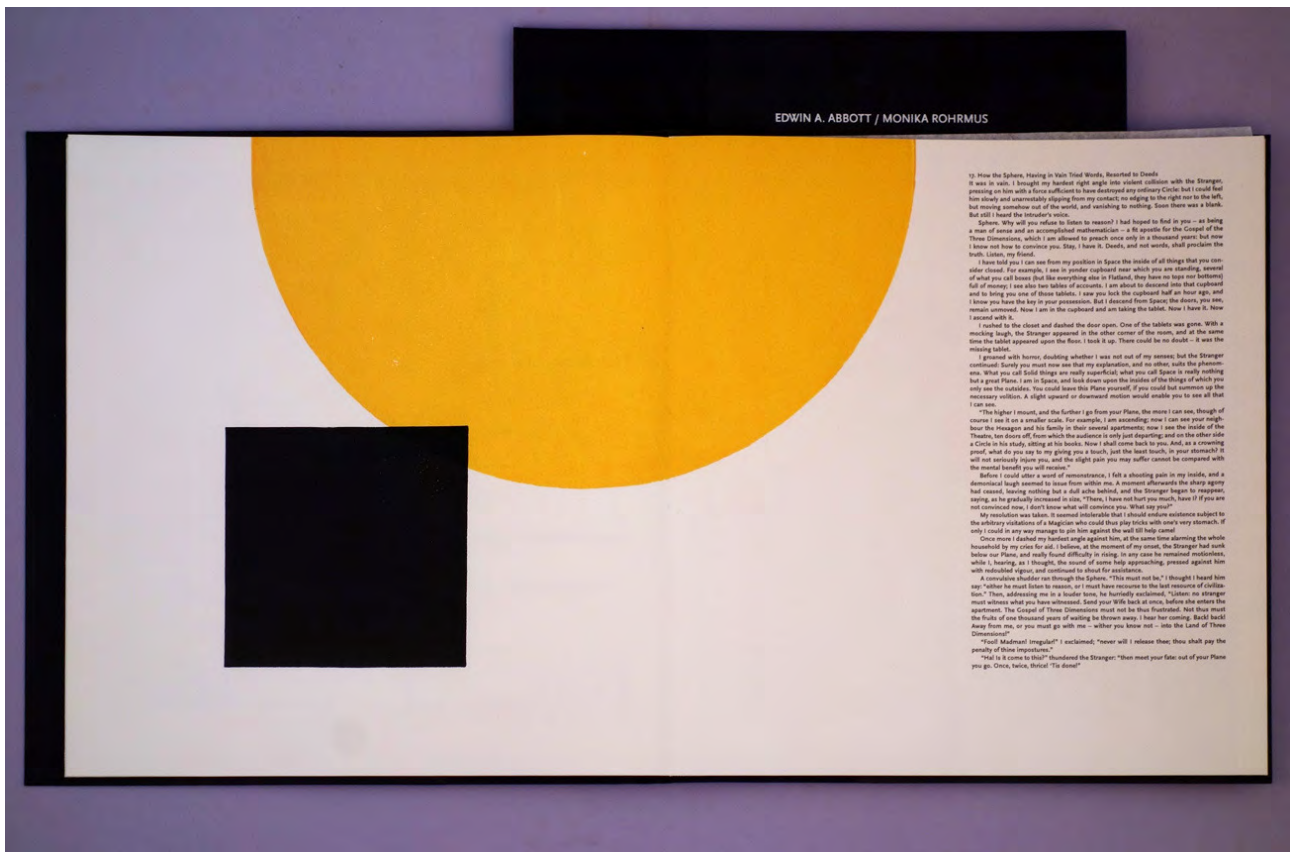 EDWIN A. ABBOTT / MONIKA ROHRMUS
17. How the Sphere, Having in Vain Tried Words, Resorted to Deeds
It was in vain. I brought my hardest right angle into violent collision with the Stranger,
pressing on him with a force sufficient to have destroyed any ordinary Circle: but I could feel
him slowly and unarrestably slipping from my contact; no edging to the right nor to the left,
but moving somehow out of the world, and vanishing to nothing. Soon there was a blank.
But still I heard the Intruder's voice.
Sphere. Why will you refuse to listen to reason? I had hoped to find in you – as being
a man of sense and an accomplished mathematician – a fit apostle for the Gospel of the
Three Dimensions, which I am allowed to preach once only in a thousand years: but now
I know not how to convince you. Stay, I have it. Deeds, and not words, shall proclaim the
truth. Listen, my friend.
I have told you I can see from my position in Space the inside of all things that you con-
sider closed. For example, I see in yonder cupboard near which you are standing, several
of what you call boxes (but like everything else in Flatland, they have no tops nor bottoms)
full of money; I see also two tables of accounts. I am about to descend into that cupboard
and to bring you one of those tablets. I saw you lock the cupboard half an hour ago, and
I know you have the key in your possession. But I descend from Space; the doors, you see,
remain unmoved. Now I am in the cupboard and am taking the tablet. Now I have it. Now
I ascend with it.
I rushed to the closet and dashed the door open. One of the tablets was gone. With a
mocking laugh, the Stranger appeared in the other corner of the room, and at the same
time the tablet appeared upon the floor. I took it up. There could be no doubt – it was the
missing tablet.
I groaned with horror, doubting whether I was not out of my senses; but the Stranger
continued: Surely you must now see that my explanation, and no other, suits the phenom-
ena. What you call Solid things are really superficial; what you call Space is really nothing
but a great Plane. I am in Space, and look down upon the insides of the things of which you
only see the outsides. You could leave this Plane yourself, if you could but summon up the
necessary volition. A slight upward or downward motion would enable you to see all that
I can see.
"The higher I mount, and the further I go from your Plane, the more I can see, though of
course I see it on a smaller scale. For example, I am ascending; now I can see your neigh-
bour the Hexagon and his family in their several apartments; now I see the inside of the
Theatre, ten doors off, from which the audience is only just departing; and on the other side
a Circle in his study, sitting at his books. Now I shall come back to you. And, as a crowning
proof, what do you say to my giving you a touch, just the least touch, in your stomach? It
will not seriously injure you, and the slight pain you may suffer cannot be compared with
the mental benefit you will receive."
Before I could utter a word of remonstrance, I felt a shooting pain in my inside, and a
demoniacal laugh seemed to issue from within me. A moment afterwards the sharp agony
had ceased, leaving nothing but a dull ache behind, and the Stranger began to reappear,
saying, as he gradually increased in size, "There, I have not hurt you much, have I? If you are
not convinced now, I don't know what will convince you. What say you?"
My resolution was taken. It seemed intolerable that I should endure existence subject to
the arbitrary visitations of a Magician who could thus play tricks with one's very stomach. If
only I could in any way manage to pin him against the wall till help came!
Once more I dashed my hardest angle against him, at the same time alarming the whole
household by my cries for aid. I believe, at the moment of my onset, the Stranger had sunk
below our Plane, and really found difficulty in rising. In any case he remained motionless,
while I, hearing, as I thought, the sound of some help approaching, pressed against him
with redoubled vigour, and continued to shout for assistance.
A convulsive shudder ran through the Sphere. "This must not be," I thought I heard him
say: "either he must listen to reason, or I must have recourse to the last resource of civiliza-
tion." Then, addressing me in a louder tone, he hurriedly exclaimed, "Listen: no stranger
must witness what you have witnessed. Send your Wife back at once, before she enters the
apartment. The Gospel of Three Dimensions must not be thus frustrated. Not thus must
the fruits of one thousand years of waiting be thrown away. I hear her coming. Back! back!
Away from me, or you must go with me – wither you know not – into the Land of Three
Dimensions!"
"Fool! Madman! Irregular!" I exclaimed; "never will I release thee; thou shalt pay the
penalty of thine impostures."
"Ha! Is it come to this?" thundered the Stranger: "then meet your fate: out of your Plane
you go. Once, twice, thrice! 'Tis done!"